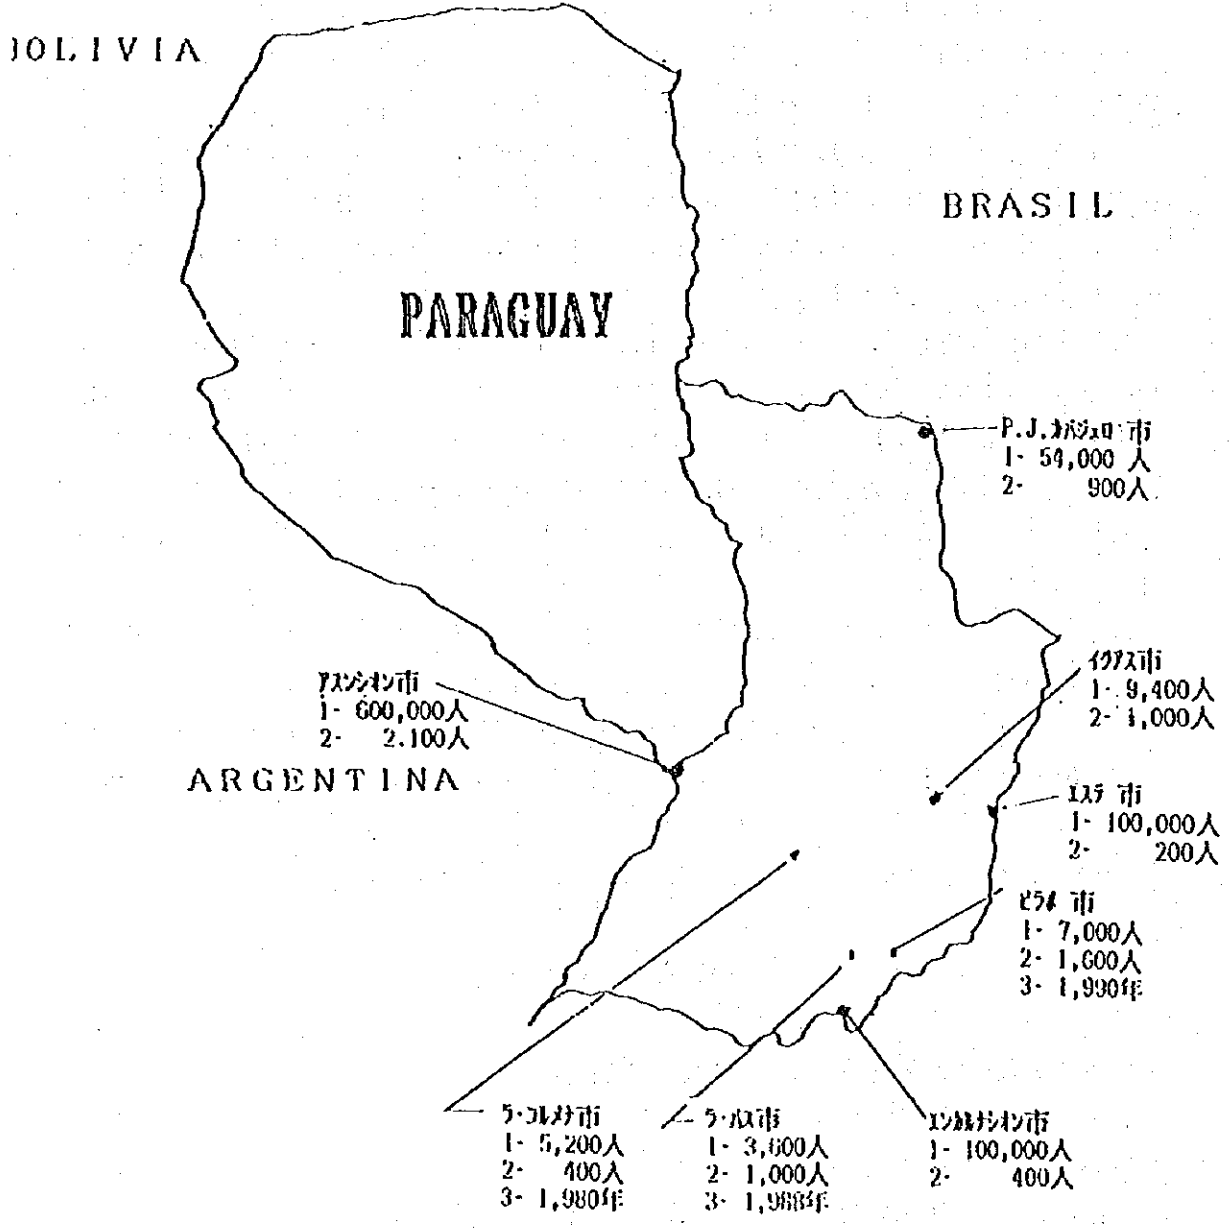 BOLIVIA
BRASIL
PARAGUAY
P.J.カバジェロ市
1- 54,000 人
2- 900人
イグアス市
1- 9,400人
2- 1,000人
アスンシオン市
1- 600,000人
2- 2.100人
ARGENTINA
エステ 市
1- 100,000人
2- 200人
ピラポ 市
1- 7,000人
2- 1,600人
3- 1,990年
ラ・コルメナ市
1- 5,200人
2- 400人
3- 1,980年
ラ・パス市
1- 3,600人
2- 1,000人
3- 1,988年
エンカルナシオン市
1- 100,000人
2- 400人